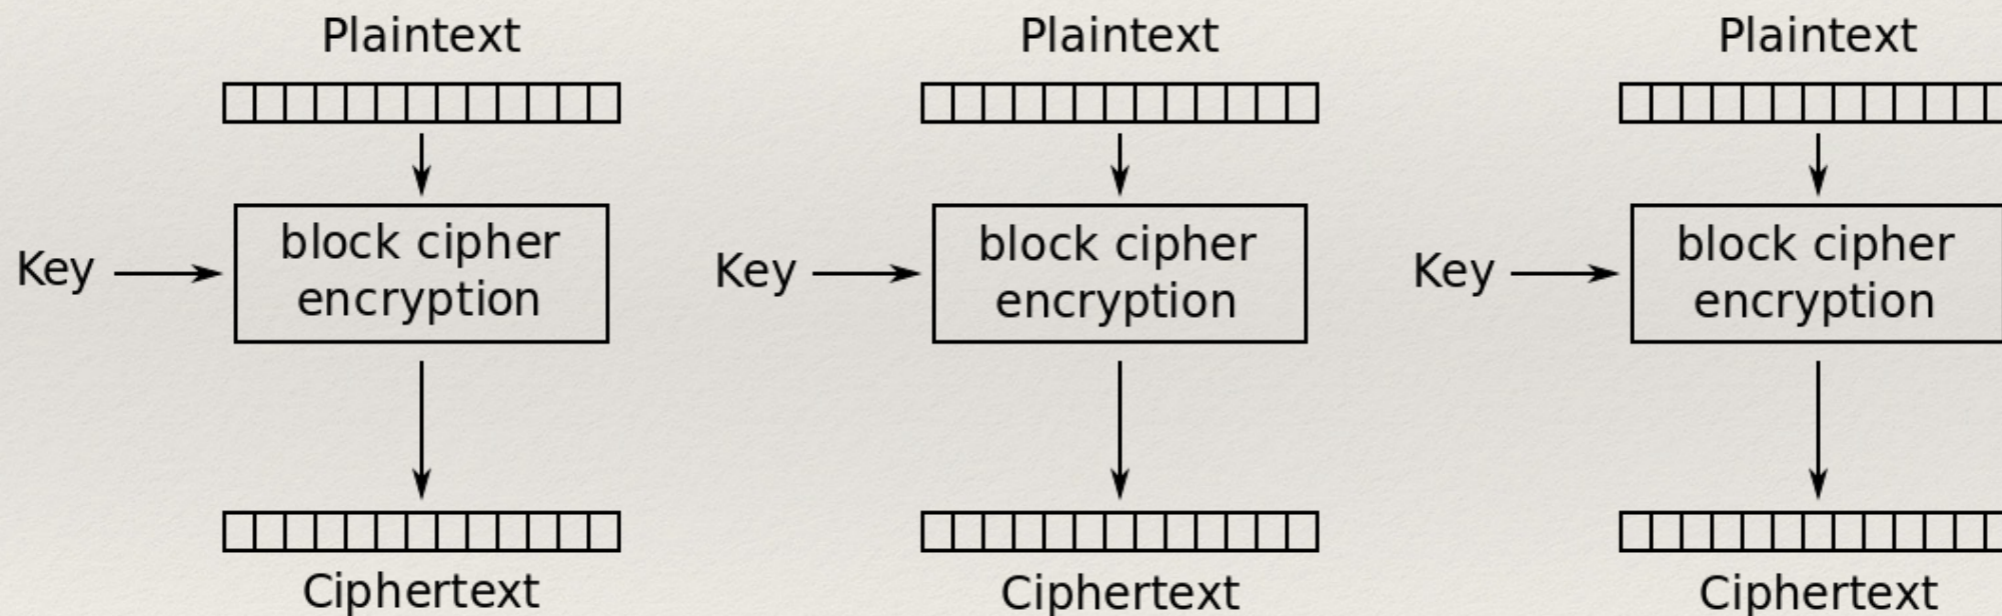 Plaintext
Plaintext
Plaintext
Key
block cipher
encryption
Key
block cipher
encryption
Key
block cipher
encryption
Ciphertext
Ciphertext
Ciphertext